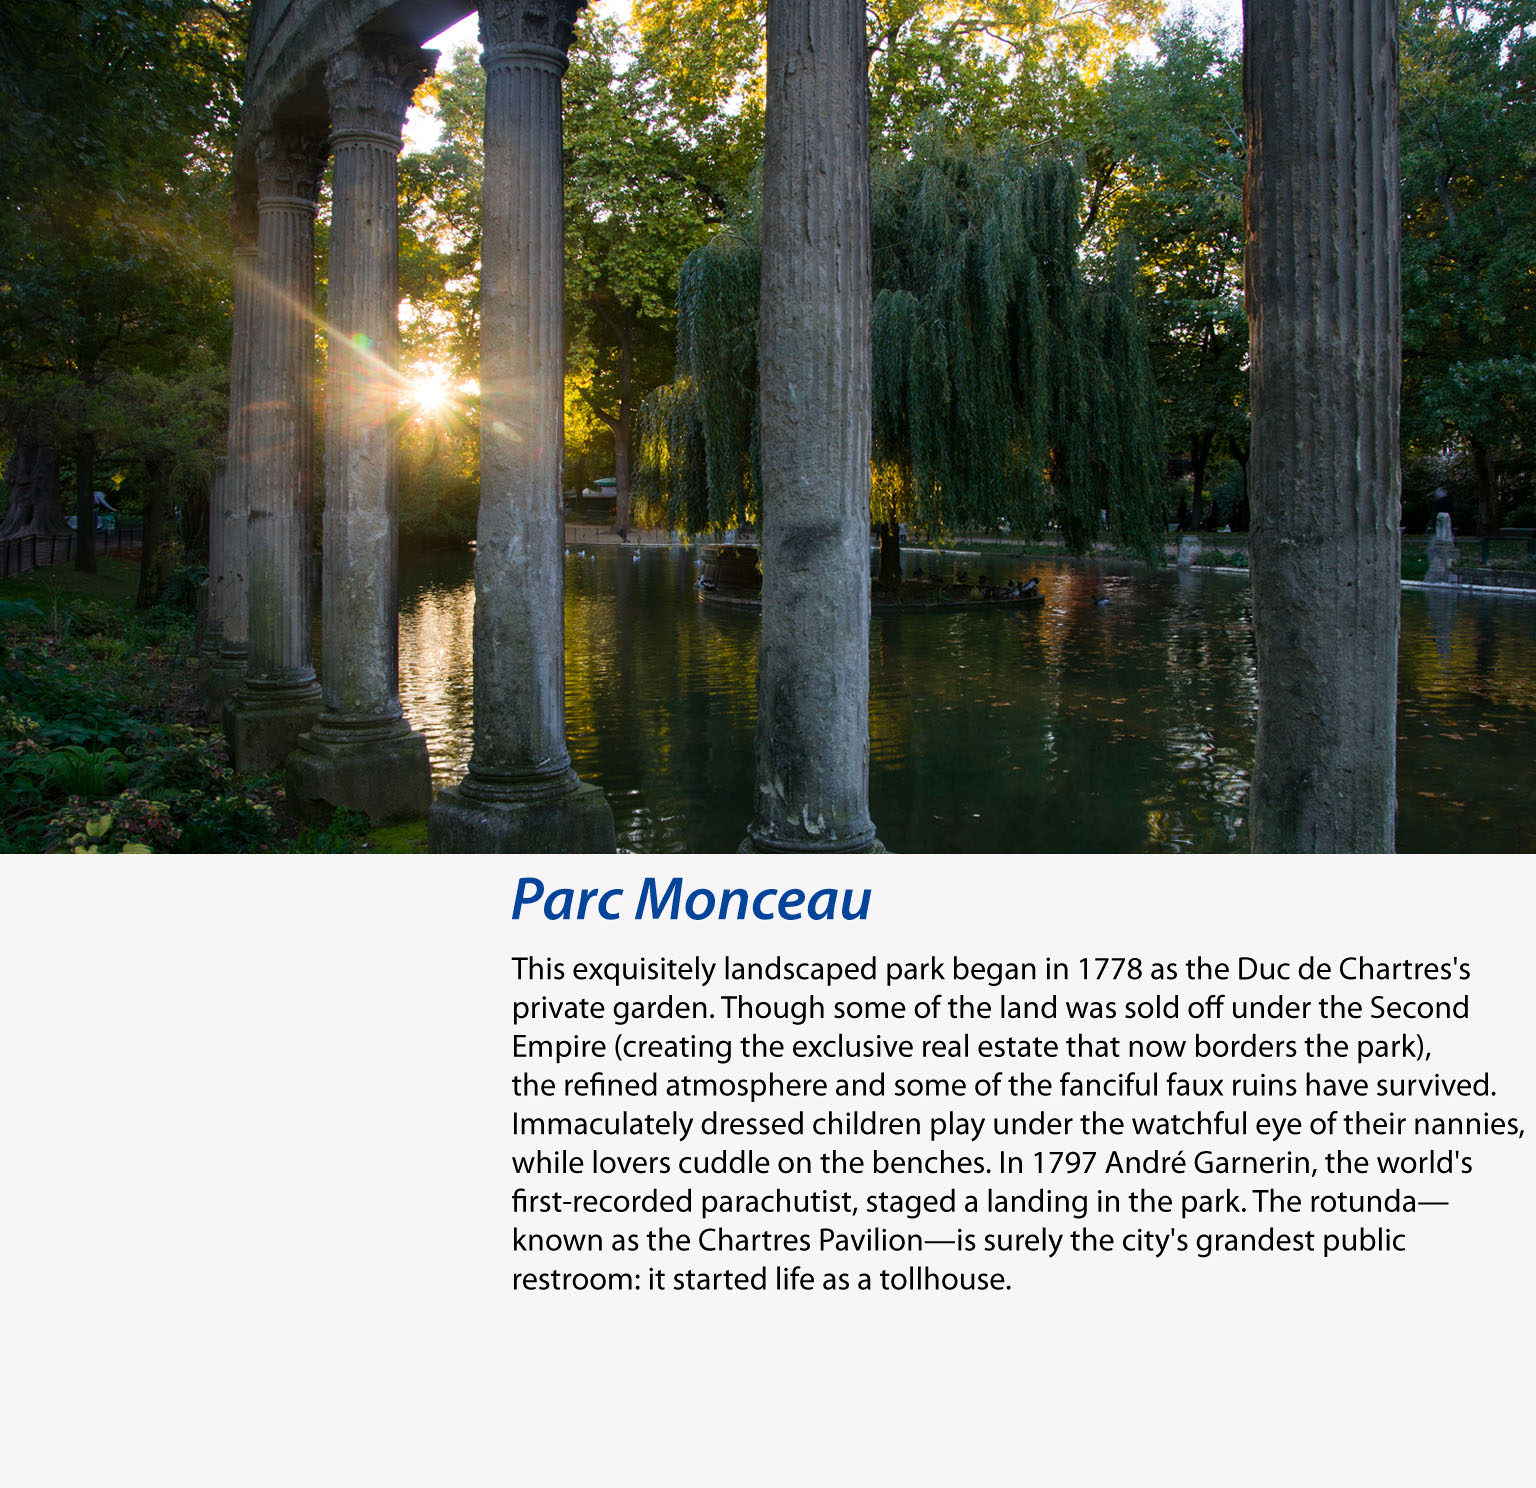 Parc Monceau
This exquisitely landscaped park began in 1778 as the Duc de Chartres's
private garden. Though some of the land was sold off under the Second
Empire (creating the exclusive real estate that now borders the park),
the refined atmosphere and some of the fanciful faux ruins have survived.
Immaculately dressed children play under the watchful eye of their nannies,
while lovers cuddle on the benches. In 1797 André Garnerin, the world's
first-recorded parachutist, staged a landing in the park. The rotunda—
known as the Chartres Pavilion—is surely the city's grandest public
restroom: it started life as a tollhouse.